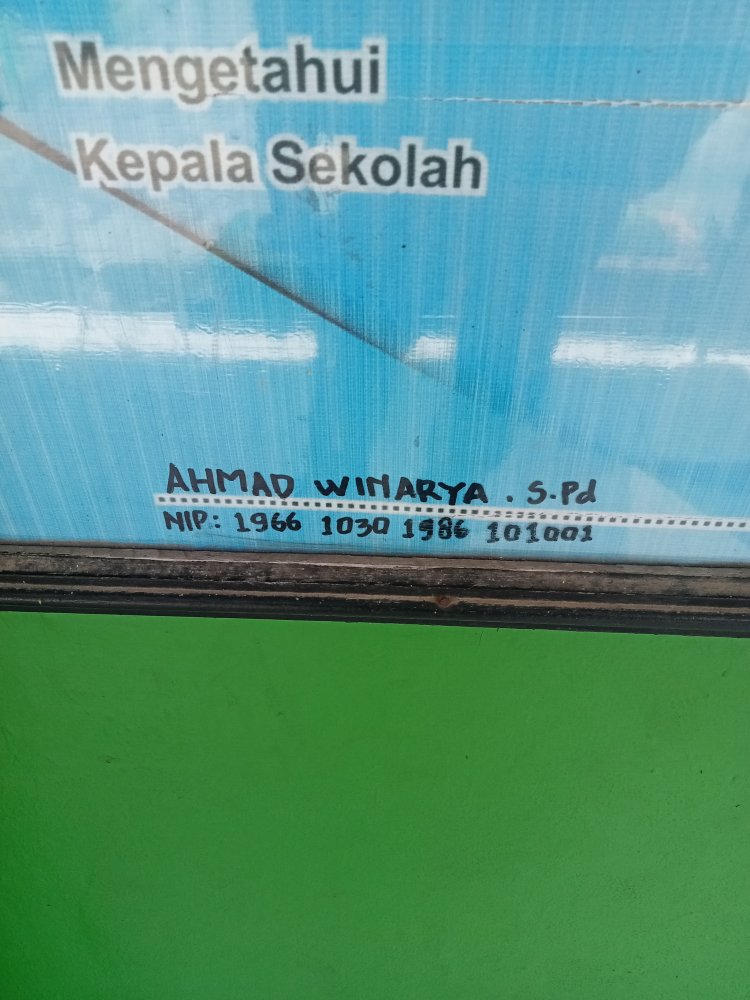 Mengetahui
Kepala Sekolah
AHMAD WINARYA . S.Pd
NIP: 1966 1030 1986 101001